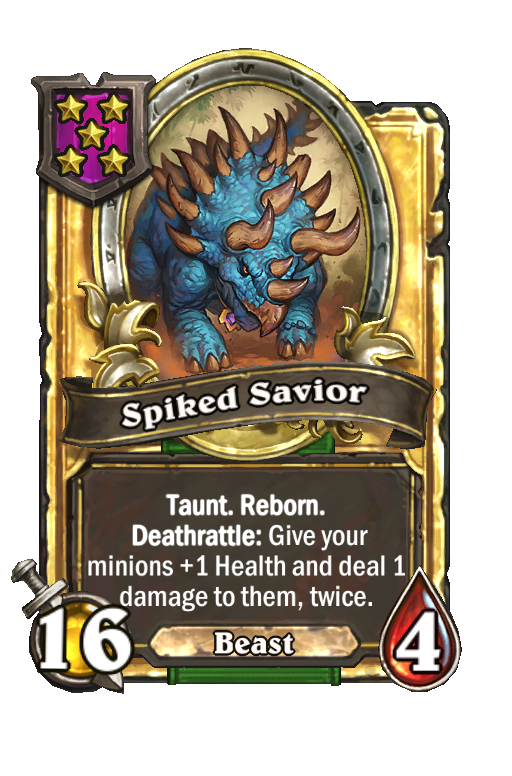 Spiked Savior
Taunt. Reborn.
Deathrattle: Give your
minions +1 Health and deal 1
damage to them, twice.
16
Beast
4